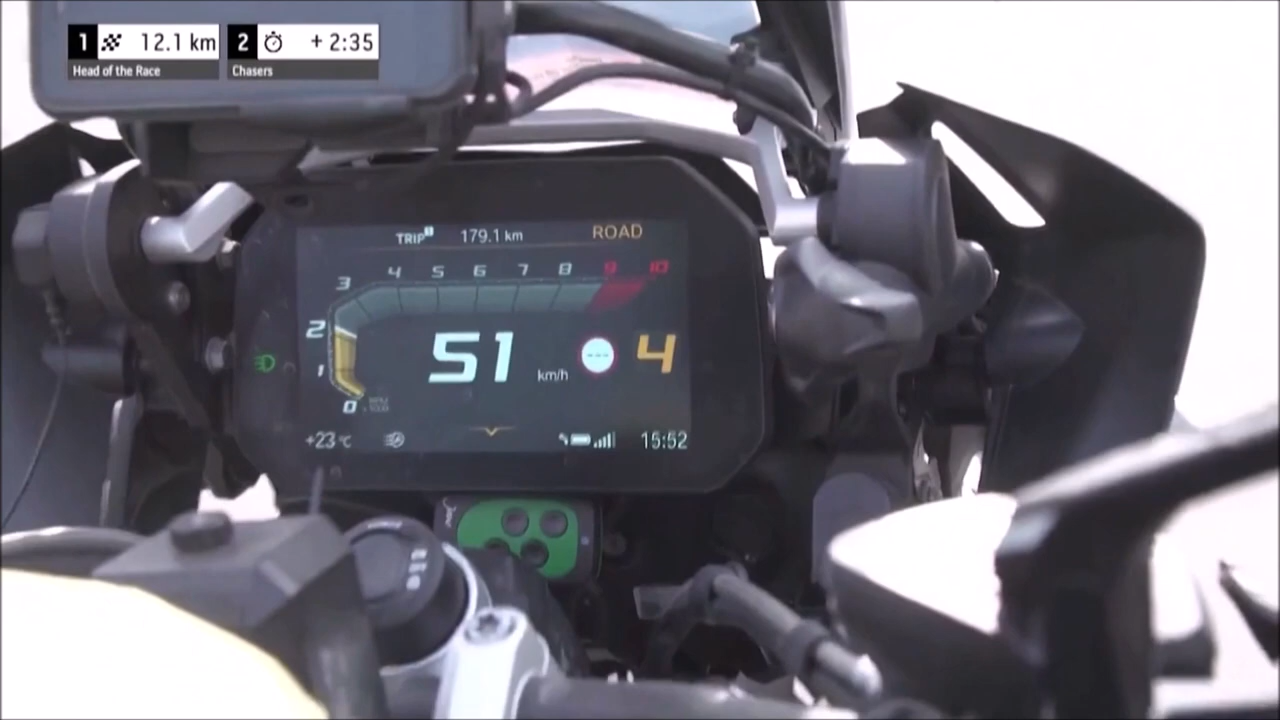 1 12.1 km 2 + 2:35
Head of the Race Chasers
TRIP1 179.1 km ROAD
3 4 5 6 7 8 9 10
2
1
0
51 km/h --- 4
+23 °C 15:52